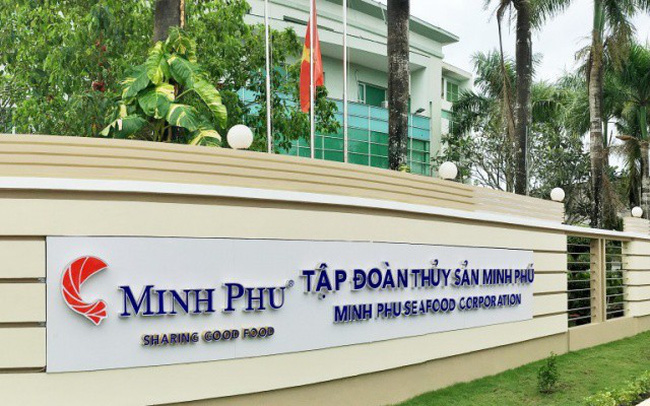 MINH PHU®
SHARING GOOD FOOD
TẬP ĐOÀN THỦY SẢN MINH PHÚ
MINH PHU SEAFOOD CORPORATION